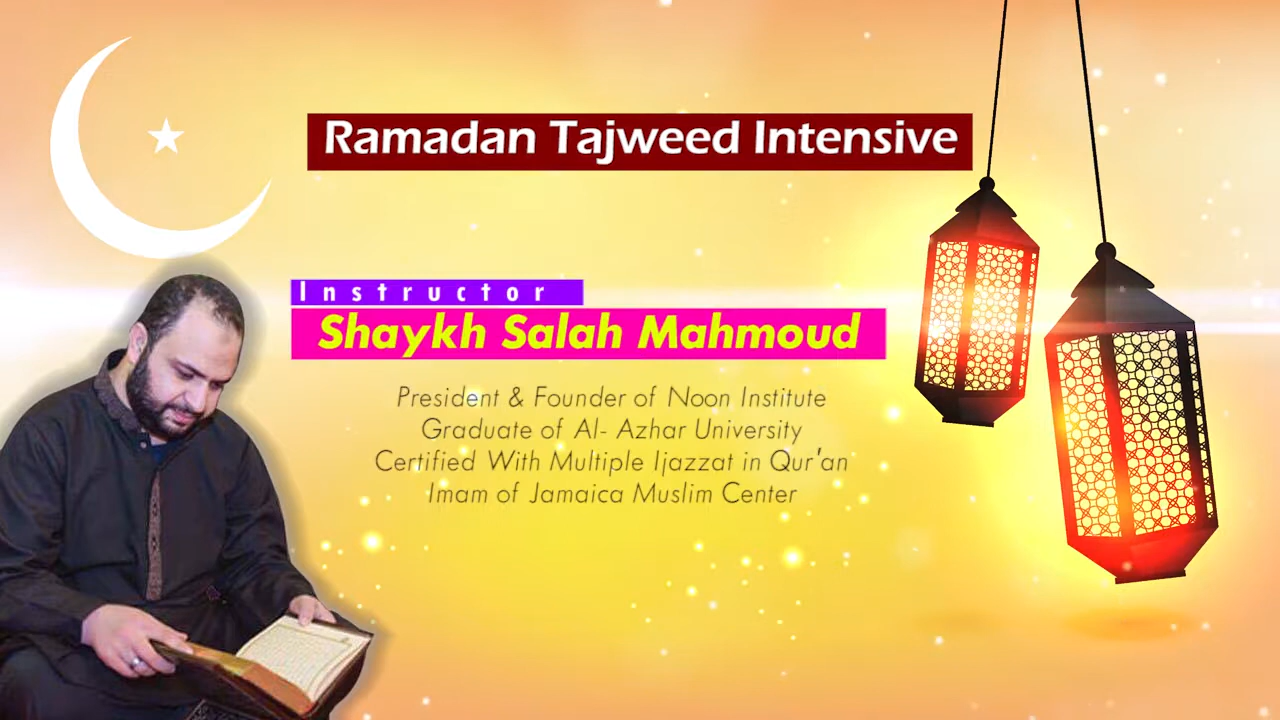 Ramadan Tajweed Intensive
Instructor
Shaykh Salah Mahmoud
President & Founder of Noon Institute
Graduate of Al- Azhar University
Certified With Multiple Ijazzat in Qur'an
Imam of Jamaica Muslim Center